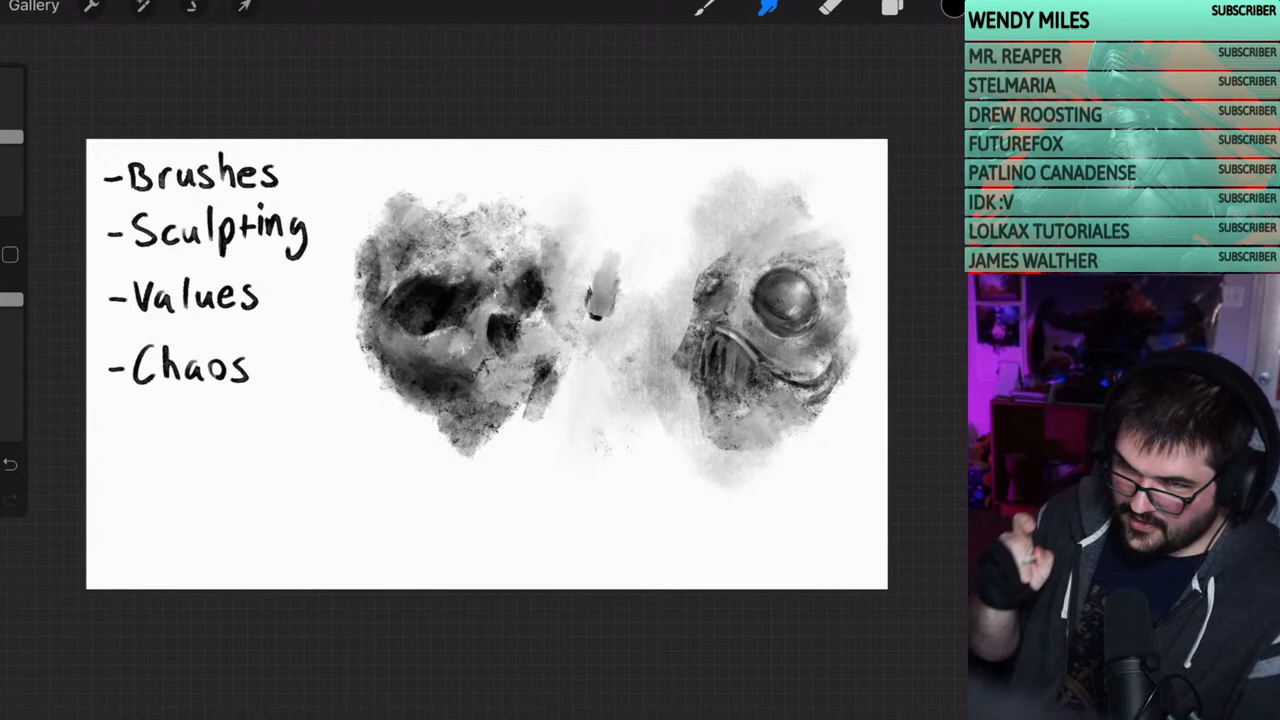 Gallery
-Brushes
-Sculpting
-Values
-Chaos
WENDY MILES SUBSCRIBER
MR. REAPER SUBSCRIBER
STELMARIA SUBSCRIBER
DREW ROOSTING SUBSCRIBER
FUTUREFOX SUBSCRIBER
PATLINO CANADENSE SUBSCRIBER
IDK :V SUBSCRIBER
LOLKAX TUTORIALES SUBSCRIBER
JAMES WALTHER SUBSCRIBER